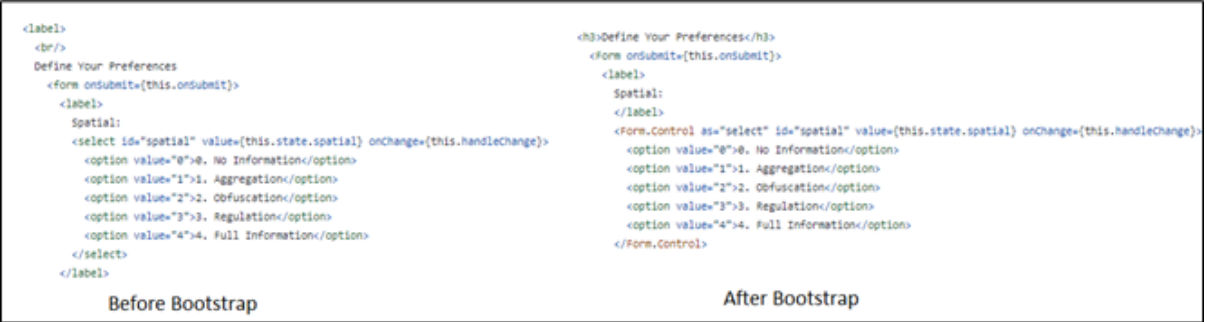 <label>
<br/>
Define Your Preferences
<form onSubmit={this.onSubmit}>
<label>
Spatial:
<select id="spatial" value={this.state.spatial} onChange={this.handleChange}>
<option value="0">0. No Information</option>
<option value="1">1. Aggregation</option>
<option value="2">2. Obfuscation</option>
<option value="3">3. Regulation</option>
<option value="4">4. Full Information</option>
</select>
</label>
Before Bootstrap
<h3>Define Your Preferences</h3>
<Form onSubmit={this.onSubmit}>
<label>
Spatial:
</label>
<Form.Control as="select" id="spatial" value={this.state.spatial} onChange={this.handleChange}>
<option value="0">0. No Information</option>
<option value="1">1. Aggregation</option>
<option value="2">2. Obfuscation</option>
<option value="3">3. Regulation</option>
<option value="4">4. Full Information</option>
</Form.Control>
After Bootstrap